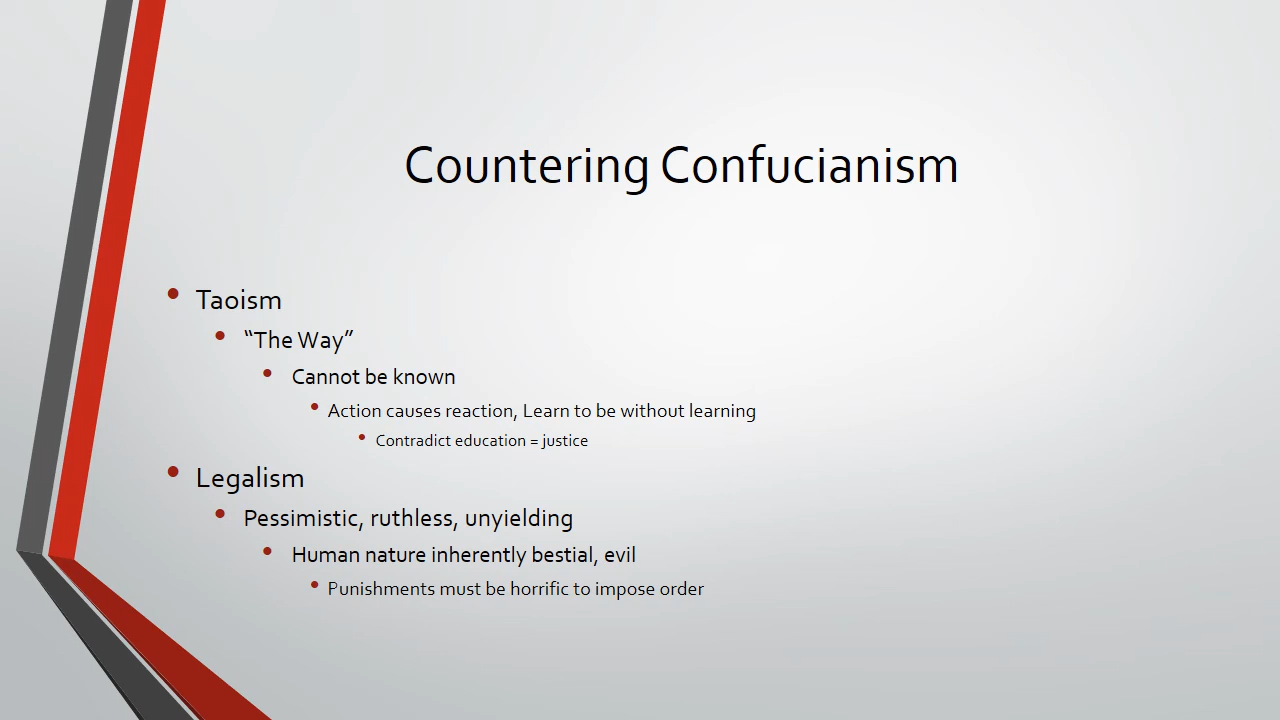 Countering Confucianism
• Taoism
• “The Way”
• Cannot be known
• Action causes reaction, Learn to be without learning
• Contradict education = justice
• Legalism
• Pessimistic, ruthless, unyielding
• Human nature inherently bestial, evil
• Punishments must be horrific to impose order